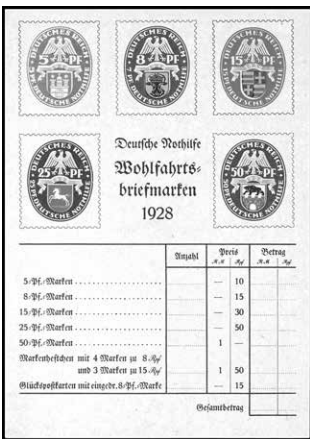 DEUTSCHES REICH
5 PF
DEUTSCHE NOTHILFE
DEUTSCHES REICH
8 PF
DEUTSCHE NOTHILFE
DEUTSCHES REICH
15 PF
DEUTSCHE NOTHILFE
DEUTSCHES REICH
25 PF
DEUTSCHE NOTHILFE
Deutsche Nothilfe
Wohlfahrts-
briefmarken
1928
DEUTSCHES REICH
50 PF
DEUTSCHE NOTHILFE
Anzahl Preis Betrag
R.M Rpf R.M Rpf
5-Pf.-Marken . . . . . . . . . . . . . . . . . — 10
8-Pf.-Marken . . . . . . . . . . . . . . . . . — 15
15-Pf.-Marken . . . . . . . . . . . . . . . . . — 30
25-Pf.-Marken . . . . . . . . . . . . . . . . . — 50
50-Pf.-Marken . . . . . . . . . . . . . . . . . 1 —
Markenheftchen mit 4 Marken zu 8 Rpf
und 3 Marken zu 15 Rpf 1 50
Glückspostkarten mit eingedr. 8-Pf.-Marke — 15
Gesamtbetrag